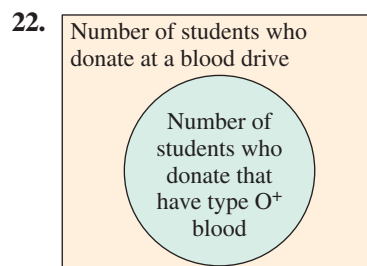 22.
Number of students who
donate at a blood drive
Number of
students who
donate that
have type O⁺
blood